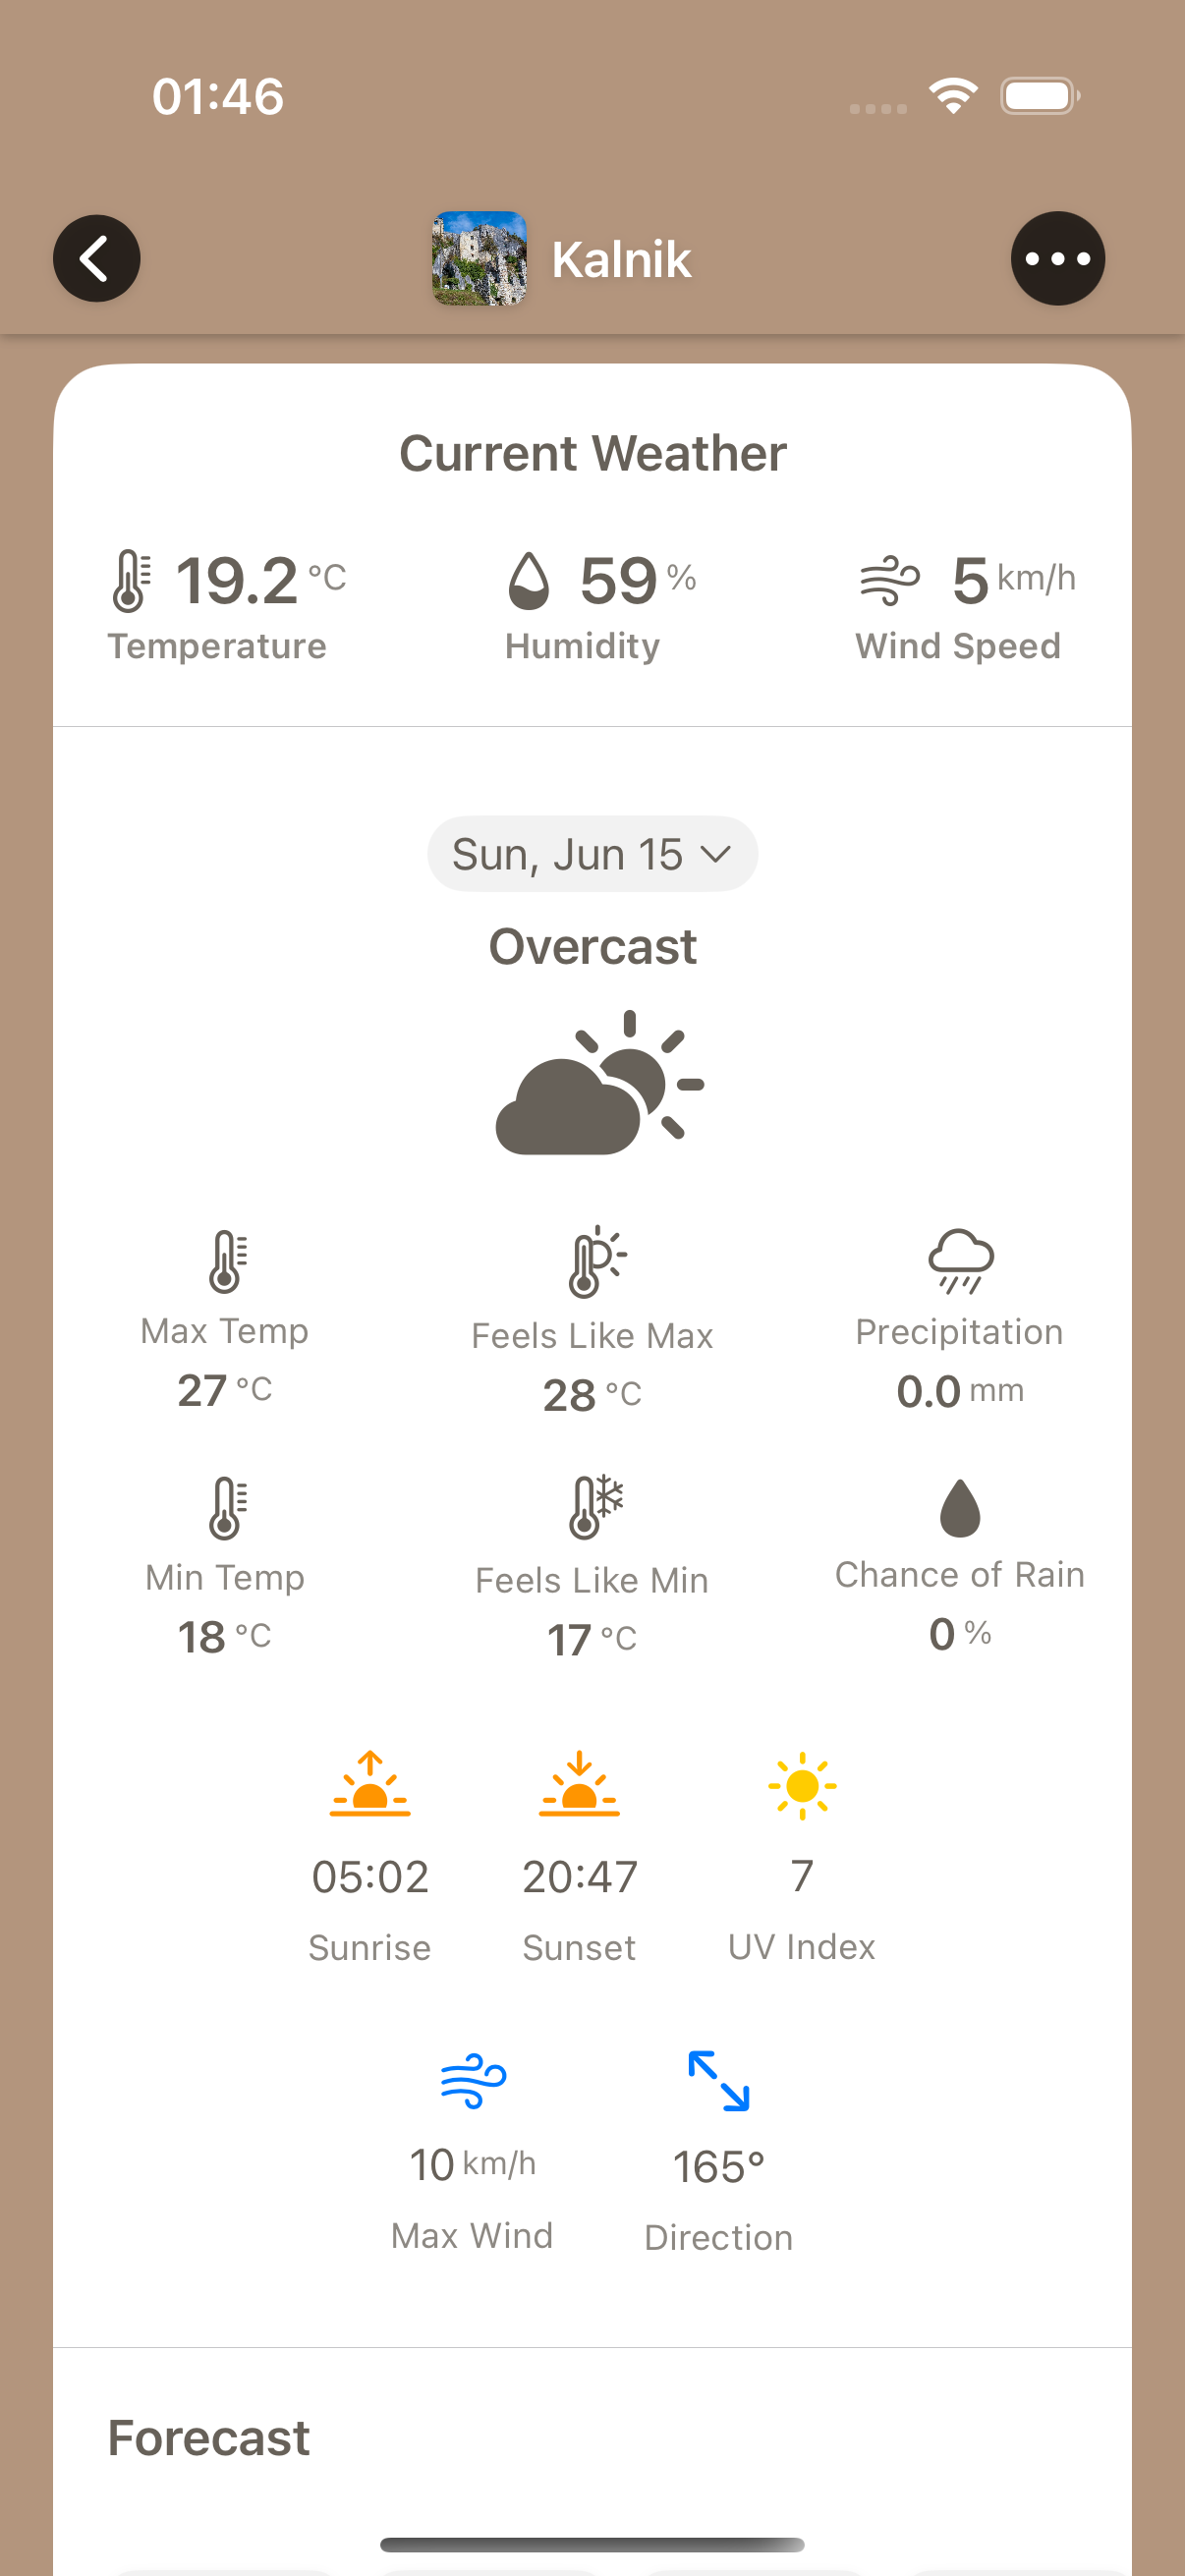 01:46
Kalnik
Current Weather
19.2 °C
Temperature
59 %
Humidity
5 km/h
Wind Speed
Sun, Jun 15
Overcast
Max Temp
27 °C
Feels Like Max
28 °C
Precipitation
0.0 mm
Min Temp
18 °C
Feels Like Min
17 °C
Chance of Rain
0 %
05:02
Sunrise
20:47
Sunset
7
UV Index
10 km/h
Max Wind
165°
Direction
Forecast